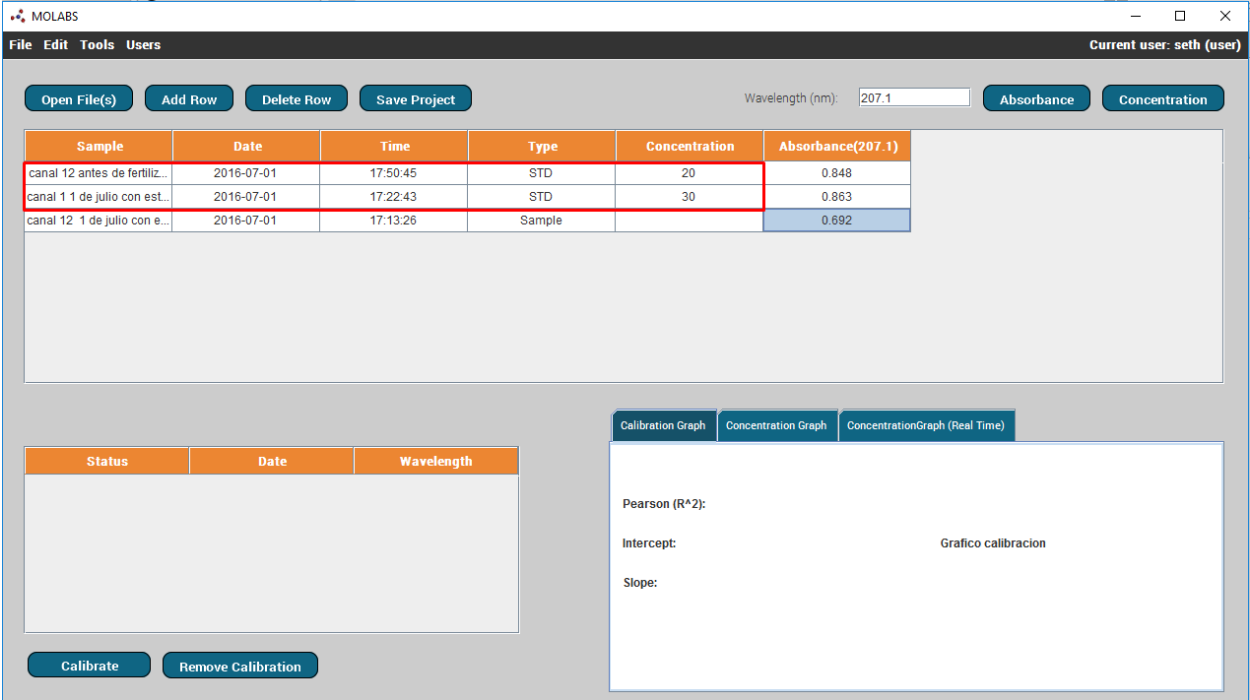 MOLABS
File Edit Tools Users Current user: seth (user)
Open File(s) Add Row Delete Row Save Project Wavelength (nm): 207.1 Absorbance Concentration
Sample Date Time Type Concentration Absorbance(207.1)
canal 12 antes de fertiliz... 2016-07-01 17:50:45 STD 20 0.848
canal 1 1 de julio con est... 2016-07-01 17:22:43 STD 30 0.863
canal 12 1 de julio con e... 2016-07-01 17:13:26 Sample 0.692
Calibration Graph Concentration Graph ConcentrationGraph (Real Time)
Status Date Wavelength
Pearson (R^2):
Intercept: Grafico calibracion
Slope:
Calibrate Remove Calibration